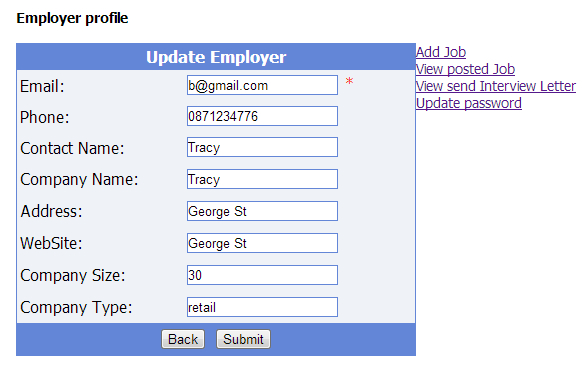 Employer profile
Update Employer
Add Job
View posted Job
View send Interview Letter
Update password
Email: b@gmail.com *
Phone: 0871234776
Contact Name: Tracy
Company Name: Tracy
Address: George St
WebSite: George St
Company Size: 30
Company Type: retail
Back Submit